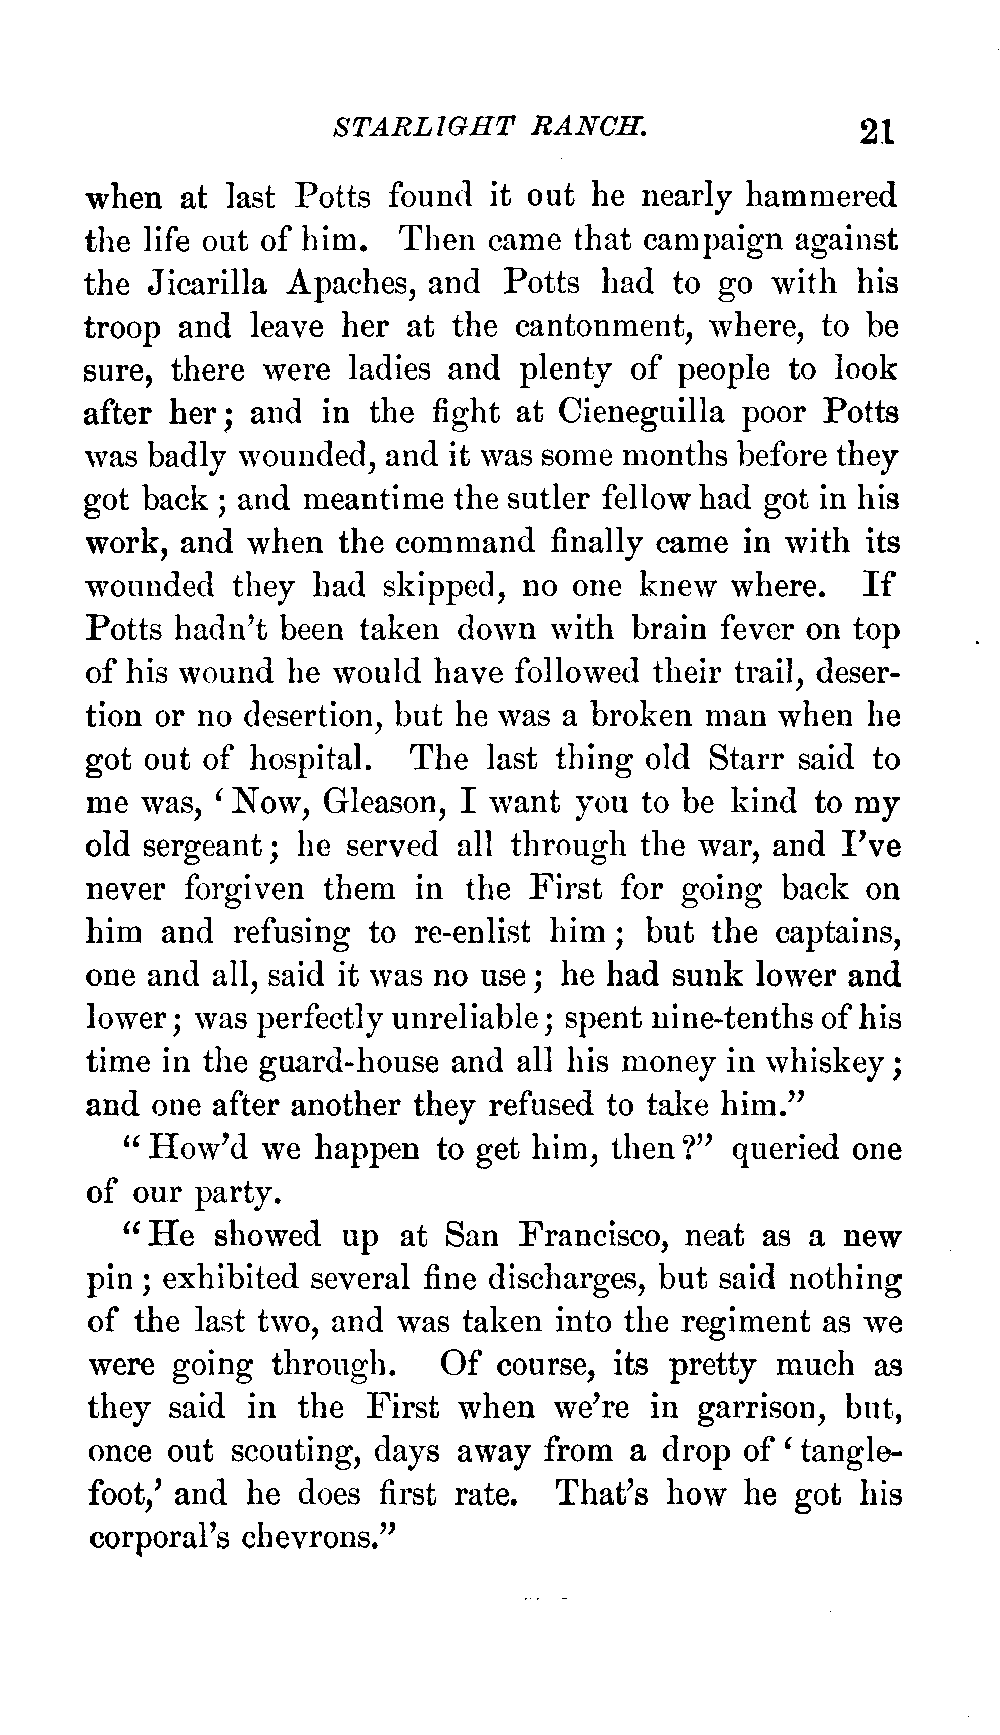 STARLIGHT RANCH. 21
when at last Potts found it out he nearly hammered
the life out of him. Then came that campaign against
the Jicarilla Apaches, and Potts had to go with his
troop and leave her at the cantonment, where, to be
sure, there were ladies and plenty of people to look
after her; and in the fight at Cieneguilla poor Potts
was badly wounded, and it was some months before they
got back; and meantime the sutler fellow had got in his
work, and when the command finally came in with its
wounded they had skipped, no one knew where. If
Potts hadn't been taken down with brain fever on top
of his wound he would have followed their trail, deser-
tion or no desertion, but he was a broken man when he
got out of hospital. The last thing old Starr said to
me was, 'Now, Gleason, I want you to be kind to my
old sergeant; he served all through the war, and I've
never forgiven them in the First for going back on
him and refusing to re-enlist him; but the captains,
one and all, said it was no use; he had sunk lower and
lower; was perfectly unreliable; spent nine-tenths of his
time in the guard-house and all his money in whiskey;
and one after another they refused to take him."
"How'd we happen to get him, then?" queried one
of our party.
"He showed up at San Francisco, neat as a new
pin; exhibited several fine discharges, but said nothing
of the last two, and was taken into the regiment as we
were going through. Of course, its pretty much as
they said in the First when we're in garrison, but,
once out scouting, days away from a drop of 'tangle-
foot,' and he does first rate. That's how he got his
corporal's chevrons."